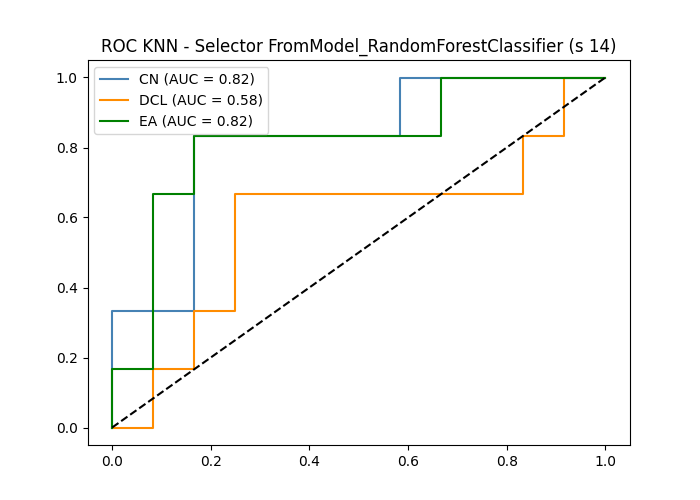 ROC KNN - Selector FromModel_RandomForestClassifier (s 14)
CN (AUC = 0.82)
DCL (AUC = 0.58)
EA (AUC = 0.82)
1.0
0.8
0.6
0.4
0.2
0.0
0.0 0.2 0.4 0.6 0.8 1.0